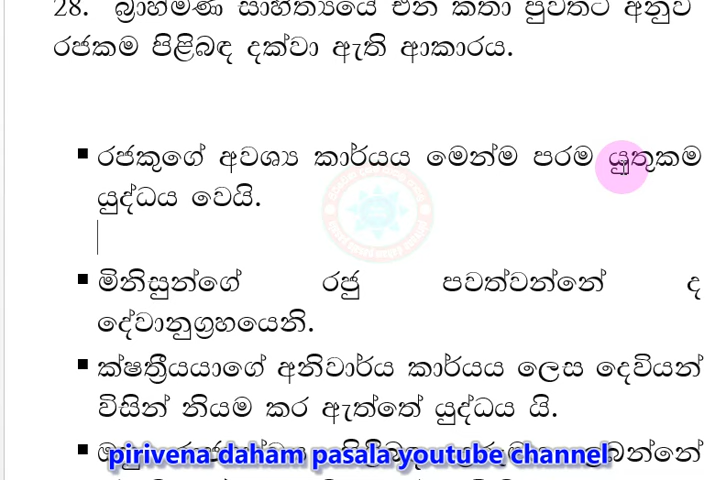 28. බ්‍රාහ්මණ සාහිත්‍යයේ එන කතා පුවතට අනුව
රජකම පිළිබඳ දක්වා ඇති ආකාරය.
▪ රජකුගේ අවශ්‍ය කාර්යය මෙන්ම පරම යුතුකම
යුද්ධය වෙයි.
▪ මිනිසුන්ගේ රජු පවත්වන්නේ ද
දේවානුග්‍රහයෙනි.
▪ ක්ෂත්‍රීයයාගේ අනිවාර්ය කාර්යය ලෙස දෙවියන්
විසින් නියම කර ඇත්තේ යුද්ධය යි.
pirivena daham pasala youtube channel